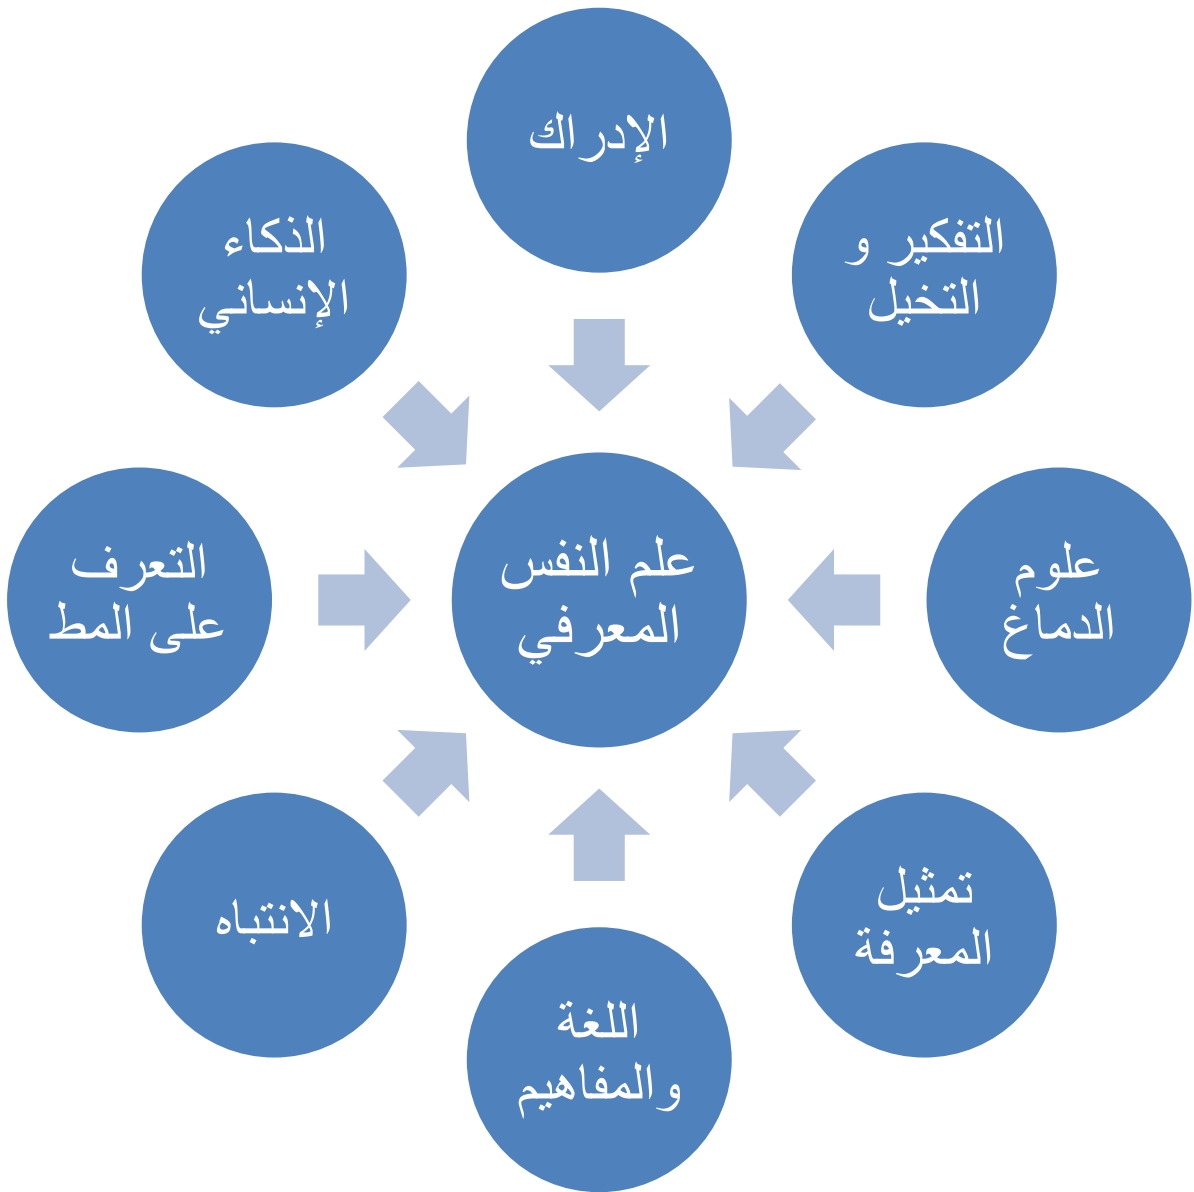 الإدراك
التفكير و
التخيل
علوم
الدماغ
تمثيل
المعرفة
اللغة
والمفاهيم
الانتباه
التعرف
على المط
الذكاء
الإنساني
علم النفس
المعرفي